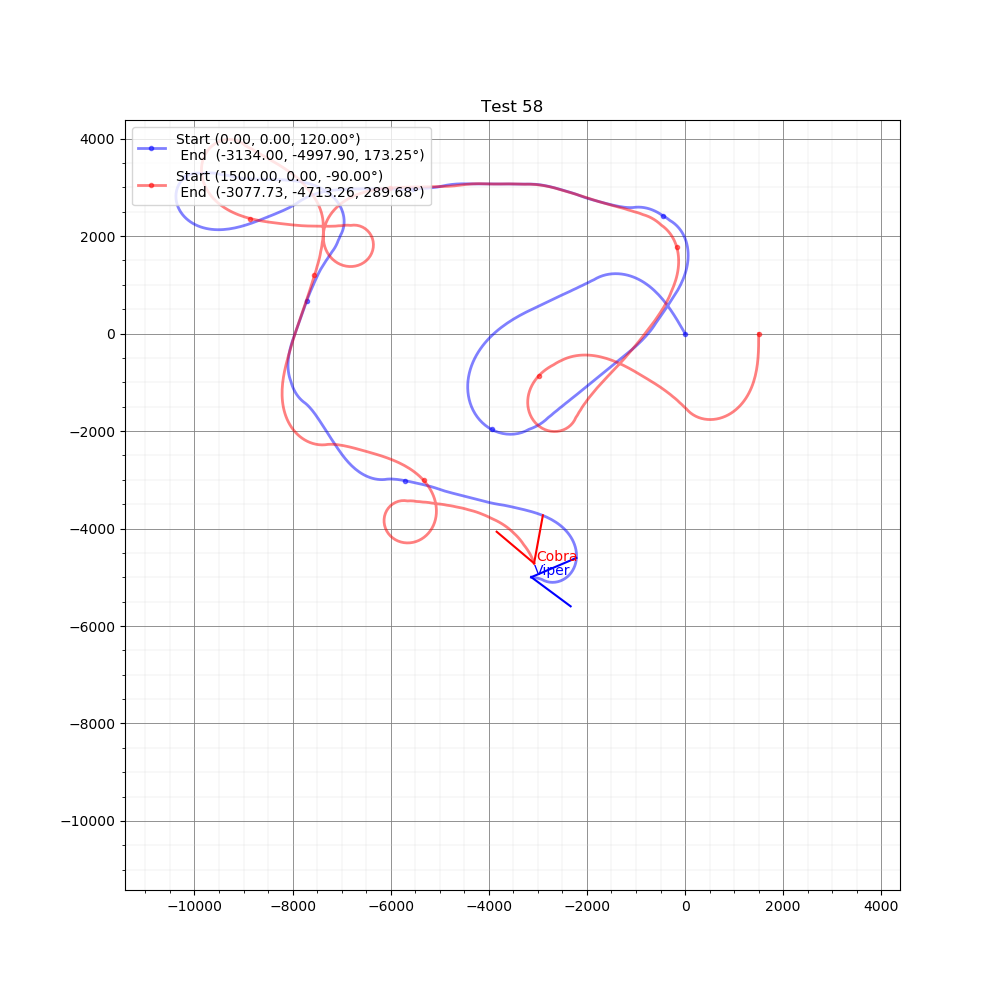 Test 58
Start (0.00, 0.00, 120.00°)
End  (-3134.00, -4997.90, 173.25°)
Start (1500.00, 0.00, -90.00°)
End  (-3077.73, -4713.26, 289.68°)
4000
2000
0
−2000
−4000
−6000
−8000
−10000
Cobra
Viper
−10000 −8000 −6000 −4000 −2000 0 2000 4000